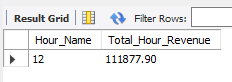 Result Grid Filter Rows:
Hour_Name Total_Hour_Revenue
12 111877.90